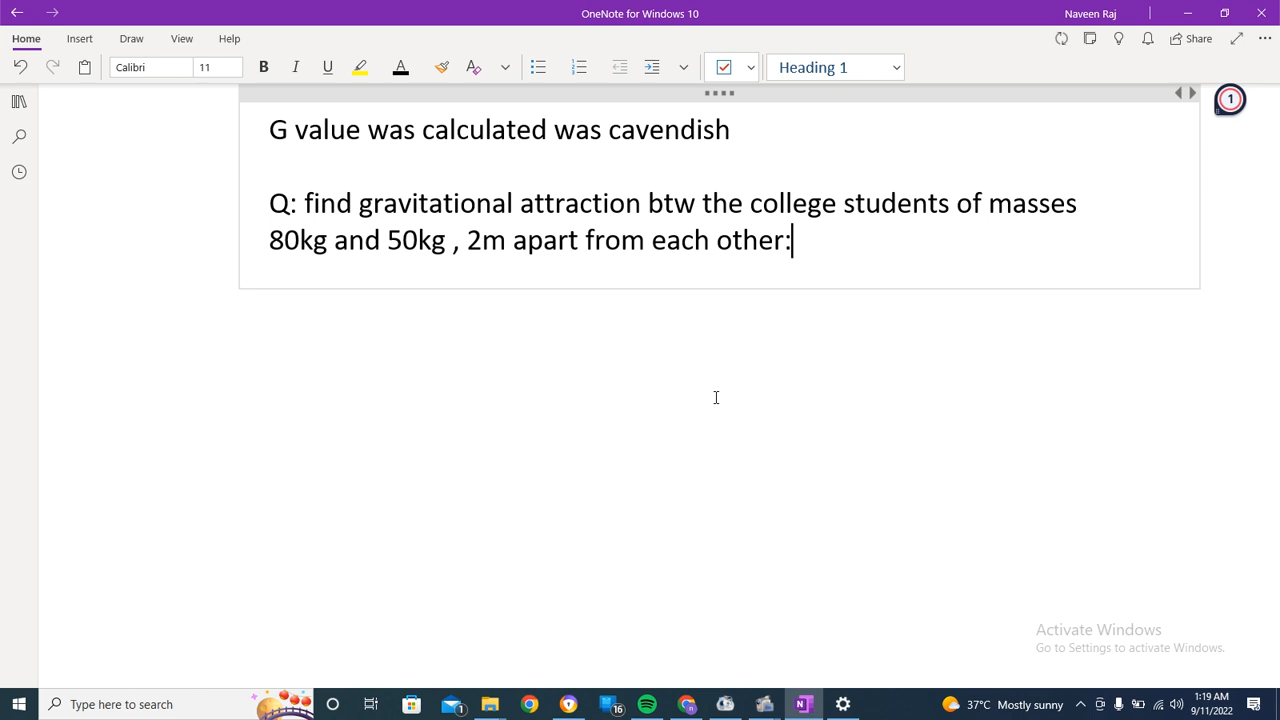 OneNote for Windows 10
Naveen Raj
Home Insert Draw View Help
Share
Calibri 11 B I U A A Heading 1
1
G value was calculated was cavendish
Q: find gravitational attraction btw the college students of masses
80kg and 50kg , 2m apart from each other:
Activate Windows
Go to Settings to activate Windows.
Type here to search
1
16
n
N
37°C Mostly sunny
1:19 AM
9/11/2022